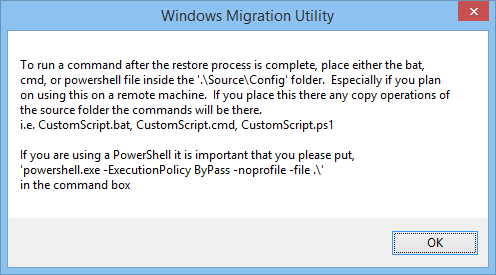 Windows Migration Utility
To run a command after the restore process is complete, place either the bat,
cmd, or powershell file inside the '.\Source\Config' folder.  Especially if you plan
on using this on a remote machine.  If you place this there any copy operations of
the source folder the commands will be there.
i.e. CustomScript.bat, CustomScript.cmd, CustomScript.ps1
If you are using a PowerShell it is important that you please put,
'powershell.exe -ExecutionPolicy ByPass -noprofile -file .\'
in the command box
OK